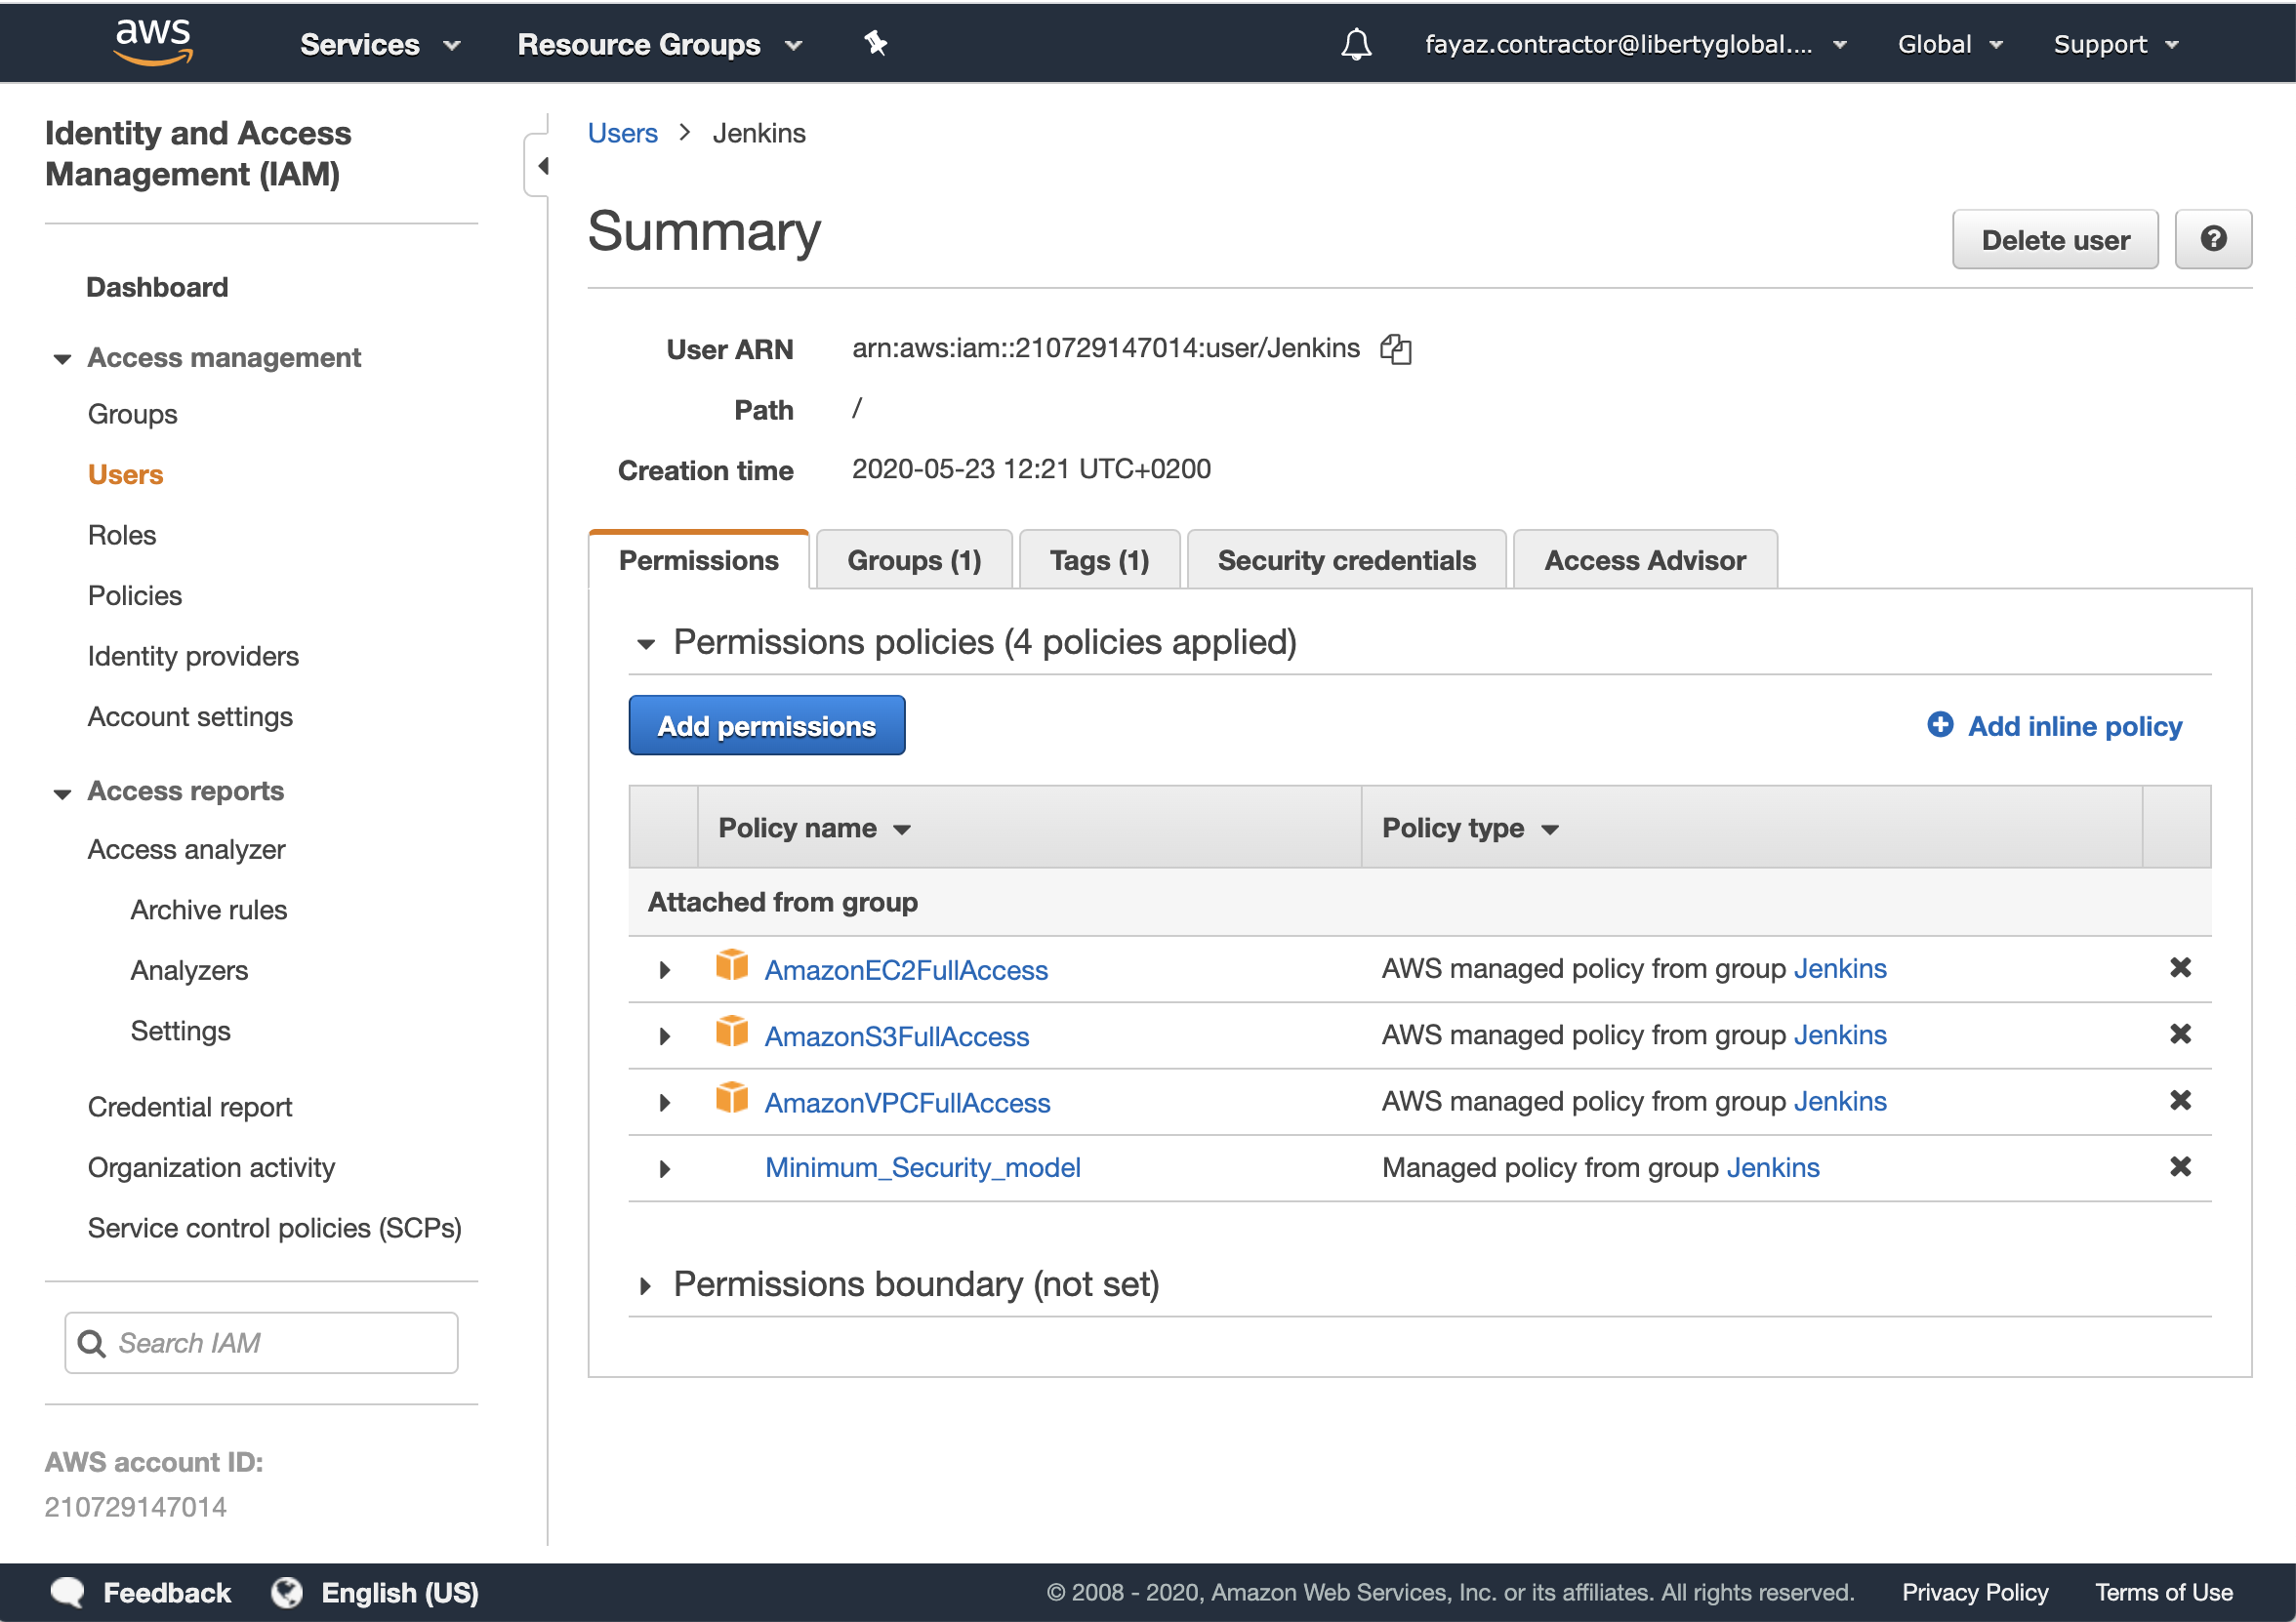 aws Services Resource Groups fayaz.contractor@libertyglobal.... Global Support
Identity and Access
Management (IAM)
Dashboard
Access management
Groups
Users
Roles
Policies
Identity providers
Account settings
Access reports
Access analyzer
Archive rules
Analyzers
Settings
Credential report
Organization activity
Service control policies (SCPs)
Search IAM
AWS account ID:
210729147014
Users > Jenkins
Summary
Delete user ?
User ARN arn:aws:iam::210729147014:user/Jenkins
Path /
Creation time 2020-05-23 12:21 UTC+0200
Permissions Groups (1) Tags (1) Security credentials Access Advisor
Permissions policies (4 policies applied)
Add permissions Add inline policy
Policy name Policy type
Attached from group
AmazonEC2FullAccess AWS managed policy from group Jenkins
AmazonS3FullAccess AWS managed policy from group Jenkins
AmazonVPCFullAccess AWS managed policy from group Jenkins
Minimum_Security_model Managed policy from group Jenkins
Permissions boundary (not set)
Feedback English (US) © 2008 - 2020, Amazon Web Services, Inc. or its affiliates. All rights reserved. Privacy Policy Terms of Use